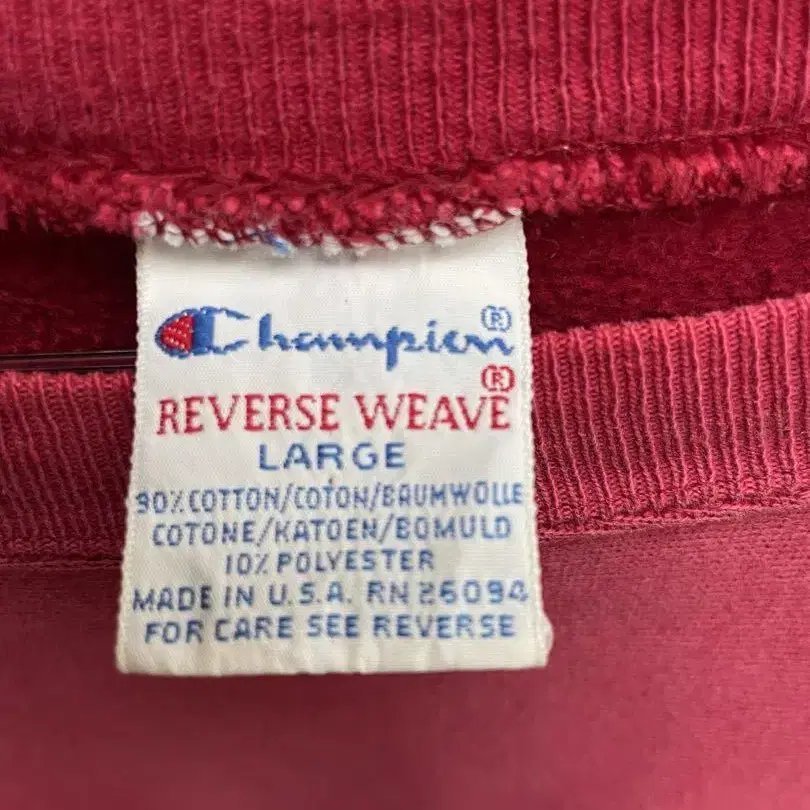 Champion®
REVERSE WEAVE®
LARGE
90% COTTON/COTON/BAUMWOLLE
COTONE/KATOEN/BOMULD
10% POLYESTER
MADE IN U.S.A. RN 26094
FOR CARE SEE REVERSE